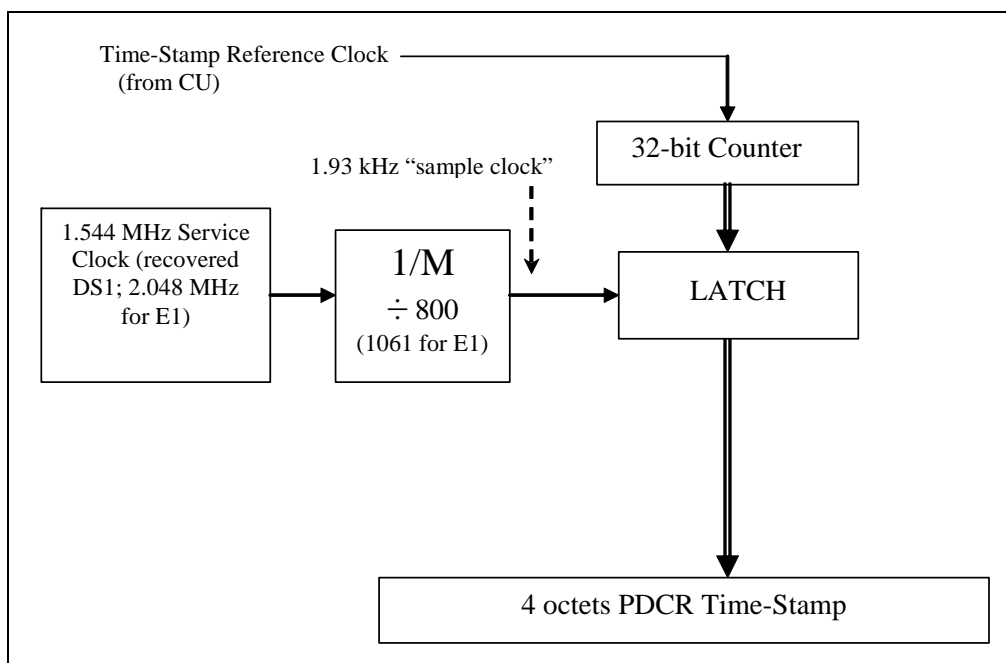 Time-Stamp Reference Clock
(from CU)
32-bit Counter
1.93 kHz “sample clock”
1.544 MHz Service
Clock (recovered
DS1; 2.048 MHz
for E1)
1/M
÷ 800
(1061 for E1)
LATCH
4 octets PDCR Time-Stamp